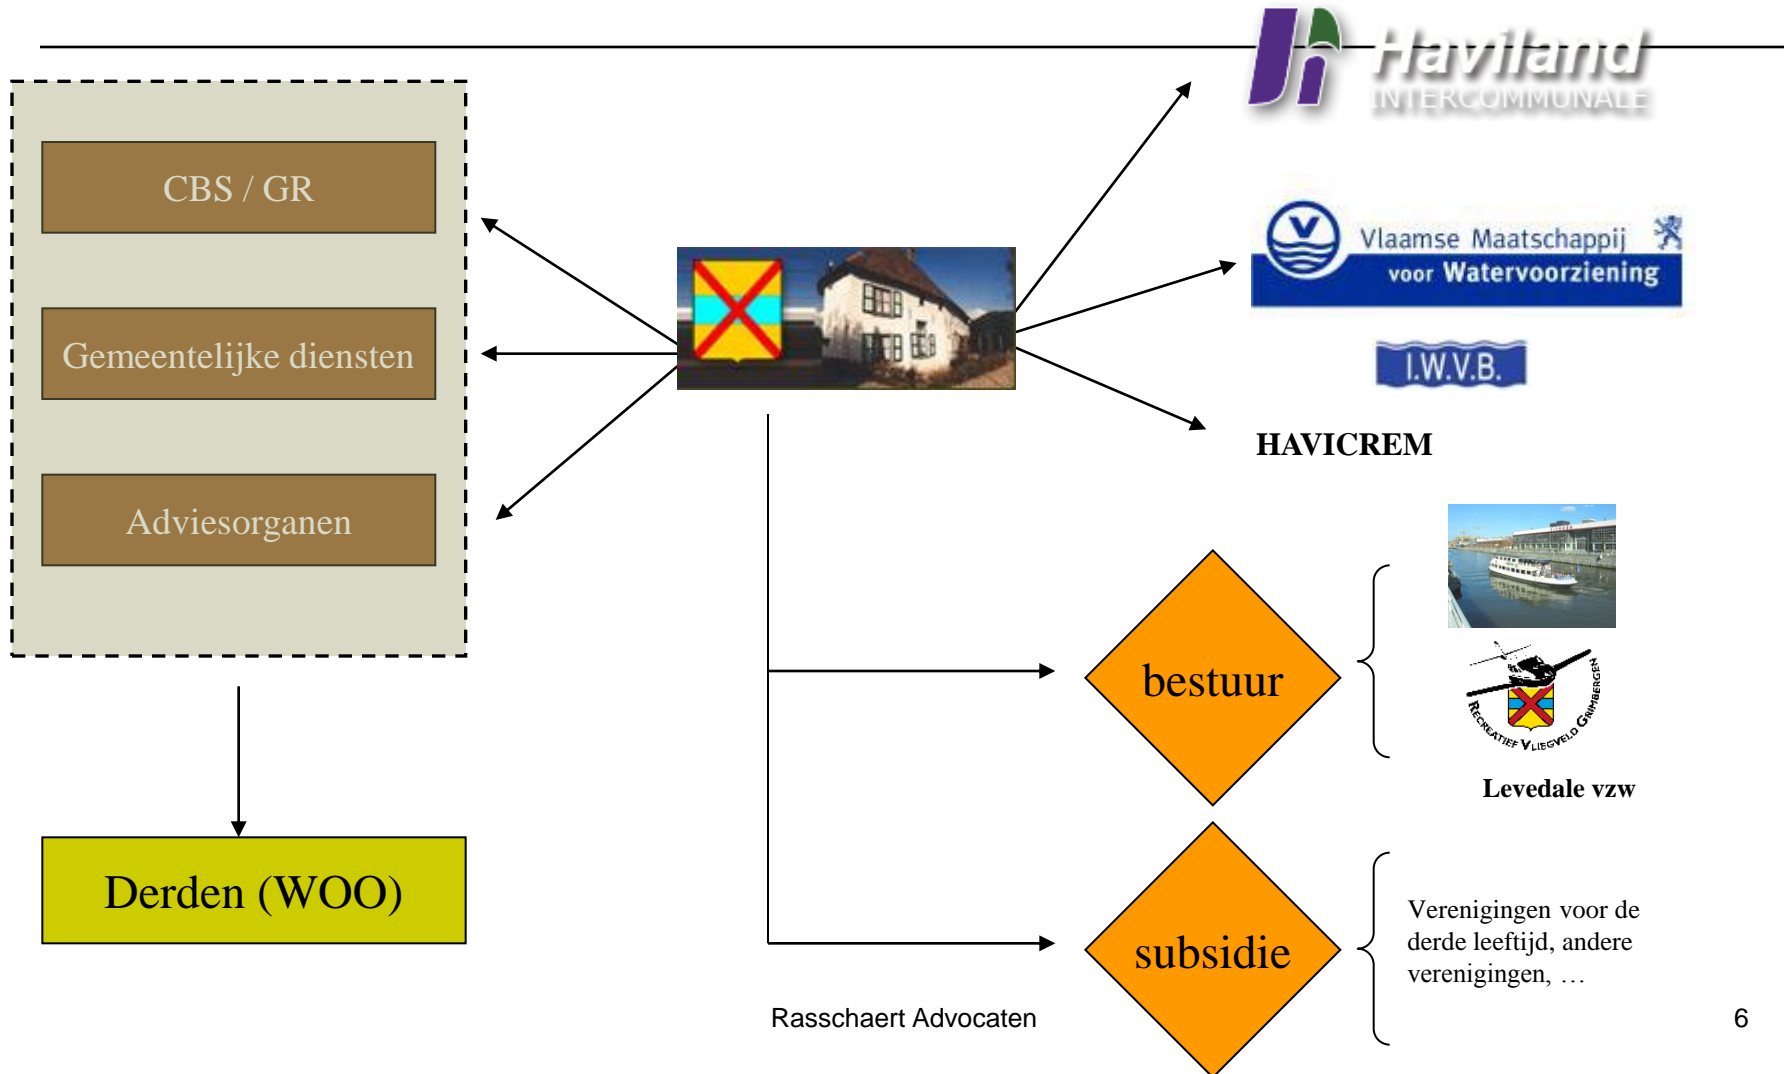 Haviland
INTERCOMMUNALE
CBS / GR
Gemeentelijke diensten
Adviesorganen
Derden (WOO)
V
Vlaamse Maatschappij
voor Watervoorziening
I.W.V.B.
HAVICREM
bestuur
RECREATIEF VLIEGVELD GRIMBERGEN
Levedale vzw
subsidie
Verenigingen voor de
derde leeftijd, andere
verenigingen, …
Rasschaert Advocaten
6